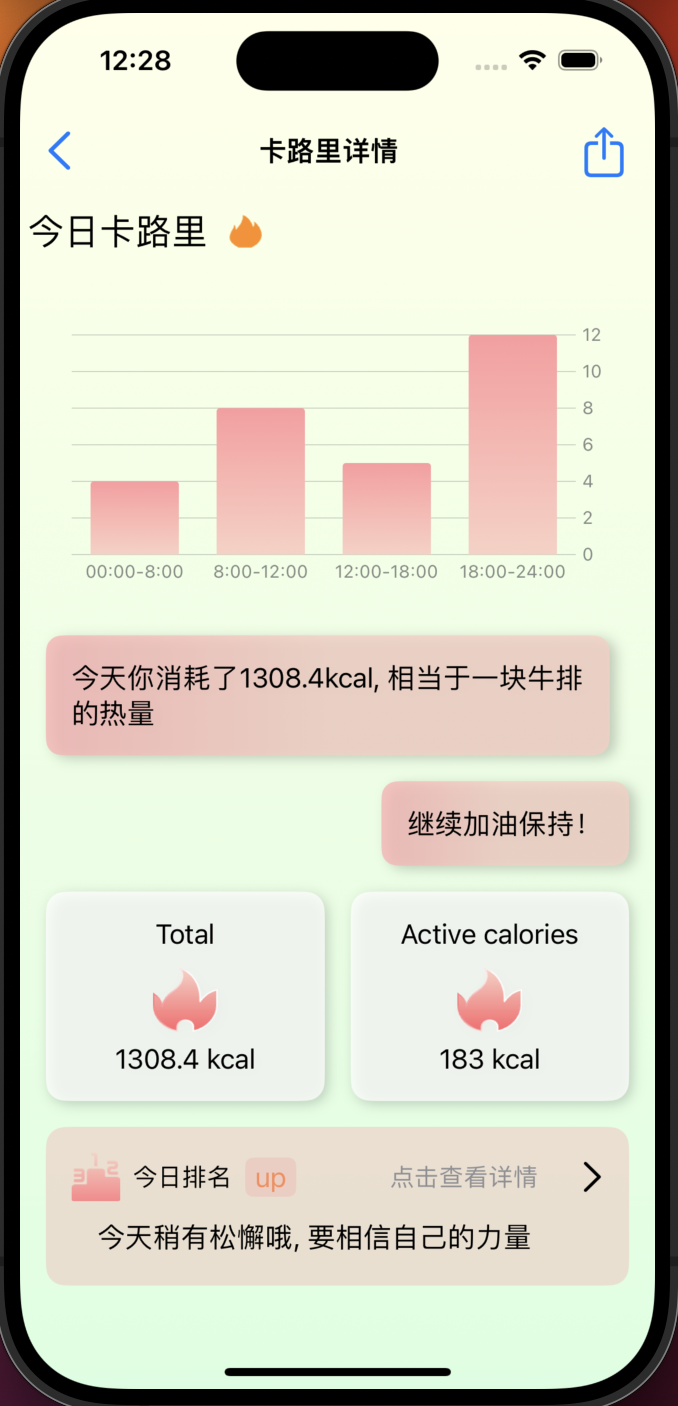 12:28
卡路里详情
今日卡路里
12
10
8
6
4
2
0
00:00-8:00 8:00-12:00 12:00-18:00 18:00-24:00
今天你消耗了1308.4kcal, 相当于一块牛排
的热量
继续加油保持!
Total
1308.4 kcal
Active calories
183 kcal
3 1 2
今日排名 up 点击查看详情
今天稍有松懈哦, 要相信自己的力量